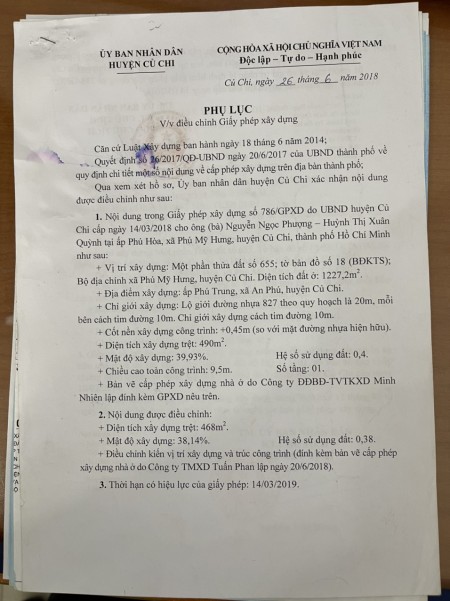 ỦY BAN NHÂN DÂN
HUYỆN CỦ CHI
CỘNG HÒA XÃ HỘI CHỦ NGHĨA VIỆT NAM
Độc lập – Tự do – Hạnh phúc
Củ Chi, ngày 26 tháng 6 năm 2018
PHỤ LỤC
V/v điều chỉnh Giấy phép xây dựng
Căn cứ Luật Xây dựng ban hành ngày 18 tháng 6 năm 2014;
Quyết định số 26/2017/QĐ-UBND ngày 20/6/2017 của UBND thành phố về
quy định chi tiết một số nội dung về cấp phép xây dựng trên địa bàn thành phố;
Qua xem xét hồ sơ, Ủy ban nhân dân huyện Củ Chi xác nhận nội dung
được điều chỉnh như sau:
1. Nội dung trong Giấy phép xây dựng số 786/GPXD do UBND huyện Củ
Chi cấp ngày 14/03/2018 cho ông (bà) Nguyễn Ngọc Phượng – Huỳnh Thị Xuân
Quỳnh tại ấp Phú Hòa, xã Phú Mỹ Hưng, huyện Củ Chi, thành phố Hồ Chí Minh
như sau:
+ Vị trí xây dựng: Một phần thửa đất số 655; tờ bản đồ số 18 (BĐKTS);
Bộ địa chính xã Phú Mỹ Hưng, huyện Củ Chi. Diện tích đất ở: 1227,2m².
+ Địa điểm xây dựng: ấp Phú Trung, xã An Phú, huyện Củ Chi.
+ Chỉ giới xây dựng: Lộ giới đường nhựa 827 theo quy hoạch là 20m, mỗi
bên cách tim đường 10m. Chỉ giới xây dựng cách tim đường 10m.
+ Cốt nền xây dựng công trình: +0,45m (so với mặt đường nhựa hiện hữu).
+ Diện tích xây dựng trệt: 490m².
+ Mật độ xây dựng: 39,93%. Hệ số sử dụng đất: 0,4.
+ Chiều cao toàn công trình: 9,5m. Số tầng: 01.
+ Bản vẽ cấp phép xây dựng nhà ở do Công ty ĐĐBĐ-TVTKXD Minh
Nhiên lập đính kèm GPXD nêu trên.
2. Nội dung được điều chỉnh:
+ Diện tích xây dựng trệt: 468m².
+ Mật độ xây dựng: 38,14%. Hệ số sử dụng đất: 0,38.
+ Điều chỉnh kiến vị trí xây dựng và trúc công trình (đính kèm bản vẽ cấp phép
xây dựng nhà ở do Công ty TMXD Tuấn Phan lập ngày 20/6/2018).
3. Thời hạn có hiệu lực của giấy phép: 14/03/2019.